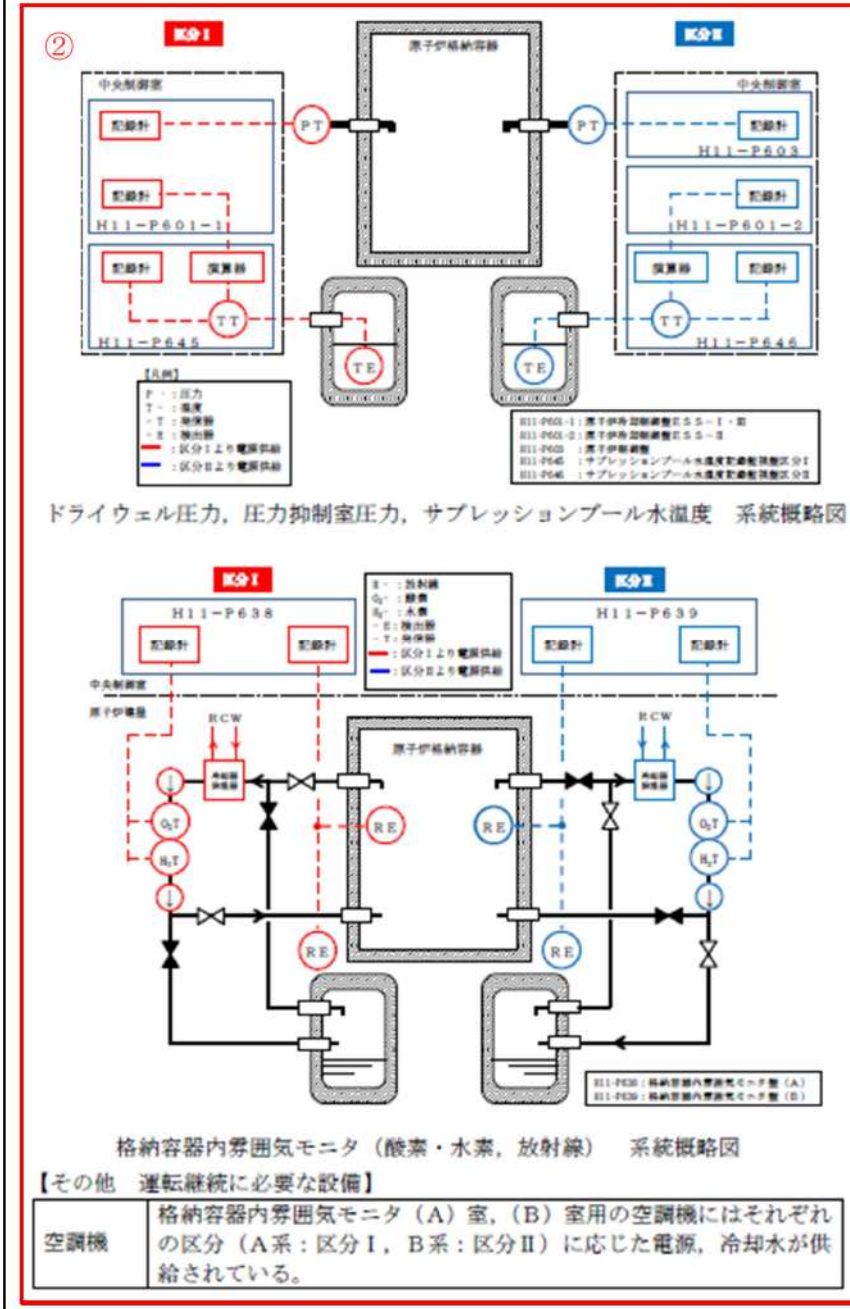 ②
区分Ⅰ
区分Ⅱ
原子炉格納容器
中央制御室
中央制御室
記録計
PT
PT
記録計
H11-P603
記録計
記録計
H11-P601-1
H11-P601-2
記録計
演算器
演算器
記録計
TT
TT
H11-P645
H11-P646
TE
TE
【凡例】
P- : 圧力
T- : 温度
-T : 発信器
-E : 検出器
: 区分Ⅰより電源供給
: 区分Ⅱより電源供給
H11-P601-1 : 原子炉冷却制御盤ESS-Ⅰ・Ⅲ
H11-P601-2 : 原子炉冷却制御盤ESS-Ⅱ
H11-P603 : 原子炉制御盤
H11-P645 : サプレッションプール水温度記録監視盤区分Ⅰ
H11-P646 : サプレッションプール水温度記録監視盤区分Ⅱ
ドライウェル圧力，圧力抑制室圧力，サプレッションプール水温度　系統概略図
区分Ⅰ
区分Ⅱ
H11-P638
H11-P639
記録計
記録計
記録計
記録計
R- : 放射線
O₂- : 酸素
H₂- : 水素
-E : 検出器
-T : 発信器
: 区分Ⅰより電源供給
: 区分Ⅱより電源供給
中央制御室
原子炉建屋
RCW
RCW
原子炉格納容器
O₂T
O₂T
H₂T
H₂T
RE
RE
RE
RE
H11-P638 : 格納容器内雰囲気モニタ盤（A）
H11-P639 : 格納容器内雰囲気モニタ盤（B）
格納容器内雰囲気モニタ（酸素・水素，放射線）　系統概略図
【その他　運転継続に必要な設備】
空調機
格納容器内雰囲気モニタ（A）室，（B）室用の空調機にはそれぞれ
の区分（A系：区分Ⅰ，B系：区分Ⅱ）に応じた電源，冷却水が供
給されている。